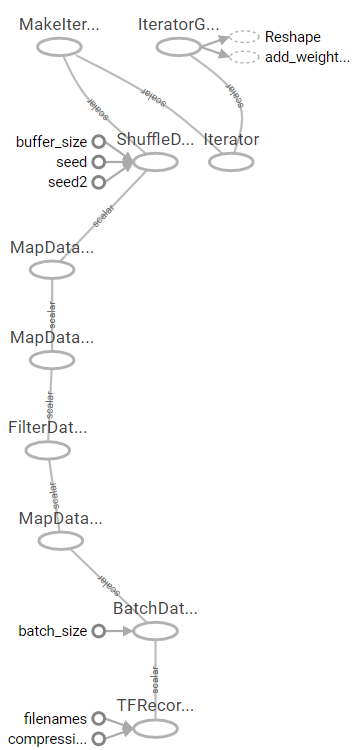 MakeIter...
IteratorG...
Reshape
add_weight...
scalar
scalar
scalar
buffer_size
ShuffleD...
Iterator
seed
seed2
scalar
MapData...
scalar
MapData...
scalar
FilterDat...
scalar
MapData...
scalar
BatchDat...
batch_size
scalar
TFRecor...
filenames
compressi...